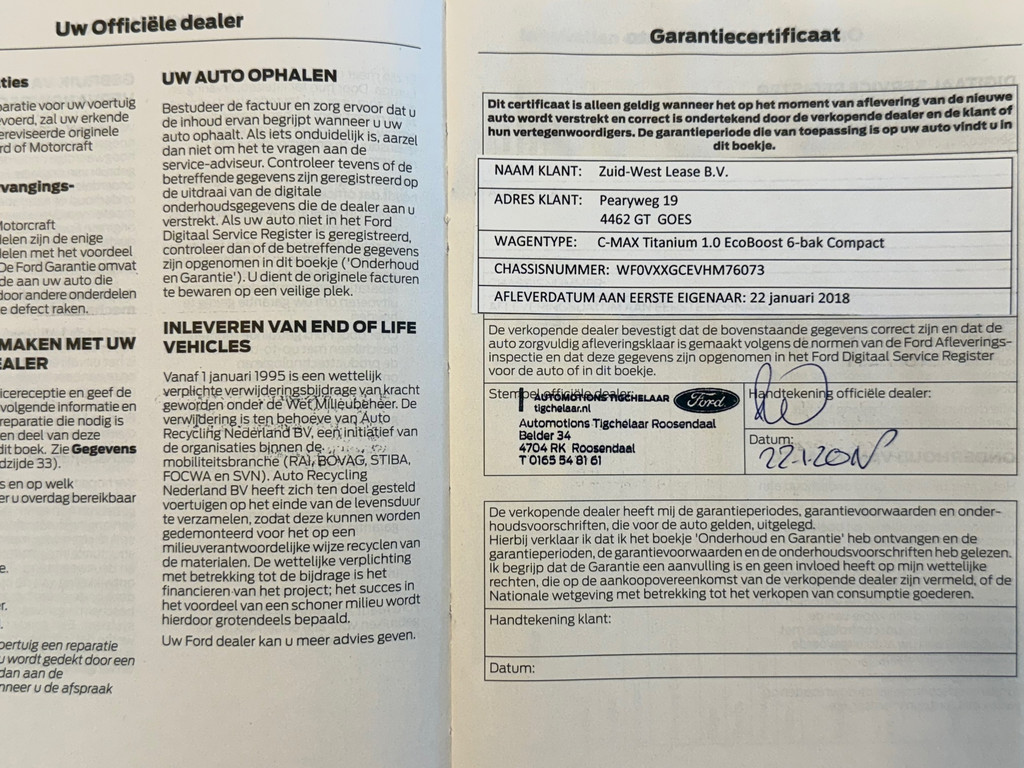 Uw Officiële dealer
ties
paratie voor uw voertuig
voerd, zal uw erkende
ereviseerde originele
rd of Motorcraft
vangings-
Motorcraft
elen zijn de enige
elen met het voordeel
De Ford Garantie omvat
de aan uw auto die
door andere onderdelen
e defect raken.
MAKEN MET UW
EALER
icereceptie en geef de
volgende informatie en
reparatie die nodig is
en deel van deze
dit boek. Zie Gegevens
dzijde 33).
s en op welk
er u overdag bereikbaar
e.
er.
l.
oertuig een reparatie
u wordt gedekt door een
dan aan de
nneer u de afspraak
UW AUTO OPHALEN
Bestudeer de factuur en zorg ervoor dat u
de inhoud ervan begrijpt wanneer u uw
auto ophaalt. Als iets onduidelijk is, aarzel
dan niet om het te vragen aan de
service-adviseur. Controleer tevens of de
betreffende gegevens zijn geregistreerd op
de uitdraai van de digitale
onderhoudsgegevens die de dealer aan u
verstrekt. Als uw auto niet in het Ford
Digitaal Service Register is geregistreerd,
controleer dan of de betreffende gegevens
zijn opgenomen in dit boekje ('Onderhoud
en Garantie'). U dient de originele facturen
te bewaren op een veilige plek.
INLEVEREN VAN END OF LIFE
VEHICLES
Vanaf 1 januari 1995 is een wettelijk
verplichte verwijderingsbijdrage van kracht
geworden onder de Wet Milieubeheer. De
verwijdering is ten behoeve van Auto
Recycling Nederland BV, een initiatief van
de organisaties binnen de
mobiliteitsbranche (RAI, BOVAG, STIBA,
FOCWA en SVN). Auto Recycling
Nederland BV heeft zich ten doel gesteld
voertuigen op het einde van de levensduur
te verzamelen, zodat deze kunnen worden
gedemonteerd voor het op een
milieuverantwoordelijke wijze recyclen van
de materialen. De wettelijke verplichting
met betrekking tot de bijdrage is het
financieren van het project; het succes in
het voordeel van een schoner milieu wordt
hierdoor grotendeels bepaald.
Uw Ford dealer kan u meer advies geven.
Garantiecertificaat
Dit certificaat is alleen geldig wanneer het op het moment van aflevering van de nieuwe
auto wordt verstrekt en correct is ondertekend door de verkopende dealer en de klant of
hun vertegenwoordigers. De garantieperiode die van toepassing is op uw auto vindt u in
dit boekje.
NAAM KLANT: Zuid-West Lease B.V.
ADRES KLANT: Pearyweg 19
4462 GT GOES
WAGENTYPE: C-MAX Titanium 1.0 EcoBoost 6-bak Compact
CHASSISNUMMER: WF0VXXGCEVHM76073
AFLEVERDATUM AAN EERSTE EIGENAAR: 22 januari 2018
De verkopende dealer bevestigt dat de bovenstaande gegevens correct zijn en dat de
auto zorgvuldig afleveringsklaar is gemaakt volgens de normen van de Ford Afleverings-
inspectie en dat deze gegevens zijn opgenomen in het Ford Digitaal Service Register
voor de auto of in dit boekje.
Stempel officiële dealer:
AUTOMOTIONS TIGCHELAAR
tigchelaar.nl
Ford
Automotions Tigchelaar Roosendaal
Belder 34
4704 RK Roosendaal
T 0165 54 81 61
Handtekening officiële dealer:
Datum:
De verkopende dealer heeft mij de garantieperiodes, garantievoorwaarden en onder-
houdsvoorschriften, die voor de auto gelden, uitgelegd.
Hierbij verklaar ik dat ik het boekje 'Onderhoud en Garantie' heb ontvangen en de
garantieperioden, de garantievoorwaarden en de onderhoudsvoorschriften heb gelezen.
Ik begrijp dat de Garantie een aanvulling is en geen invloed heeft op mijn wettelijke
rechten, die op de aankoopovereenkomst van de verkopende dealer zijn vermeld, of de
Nationale wetgeving met betrekking tot het verkopen van consumptie goederen.
Handtekening klant:
Datum: